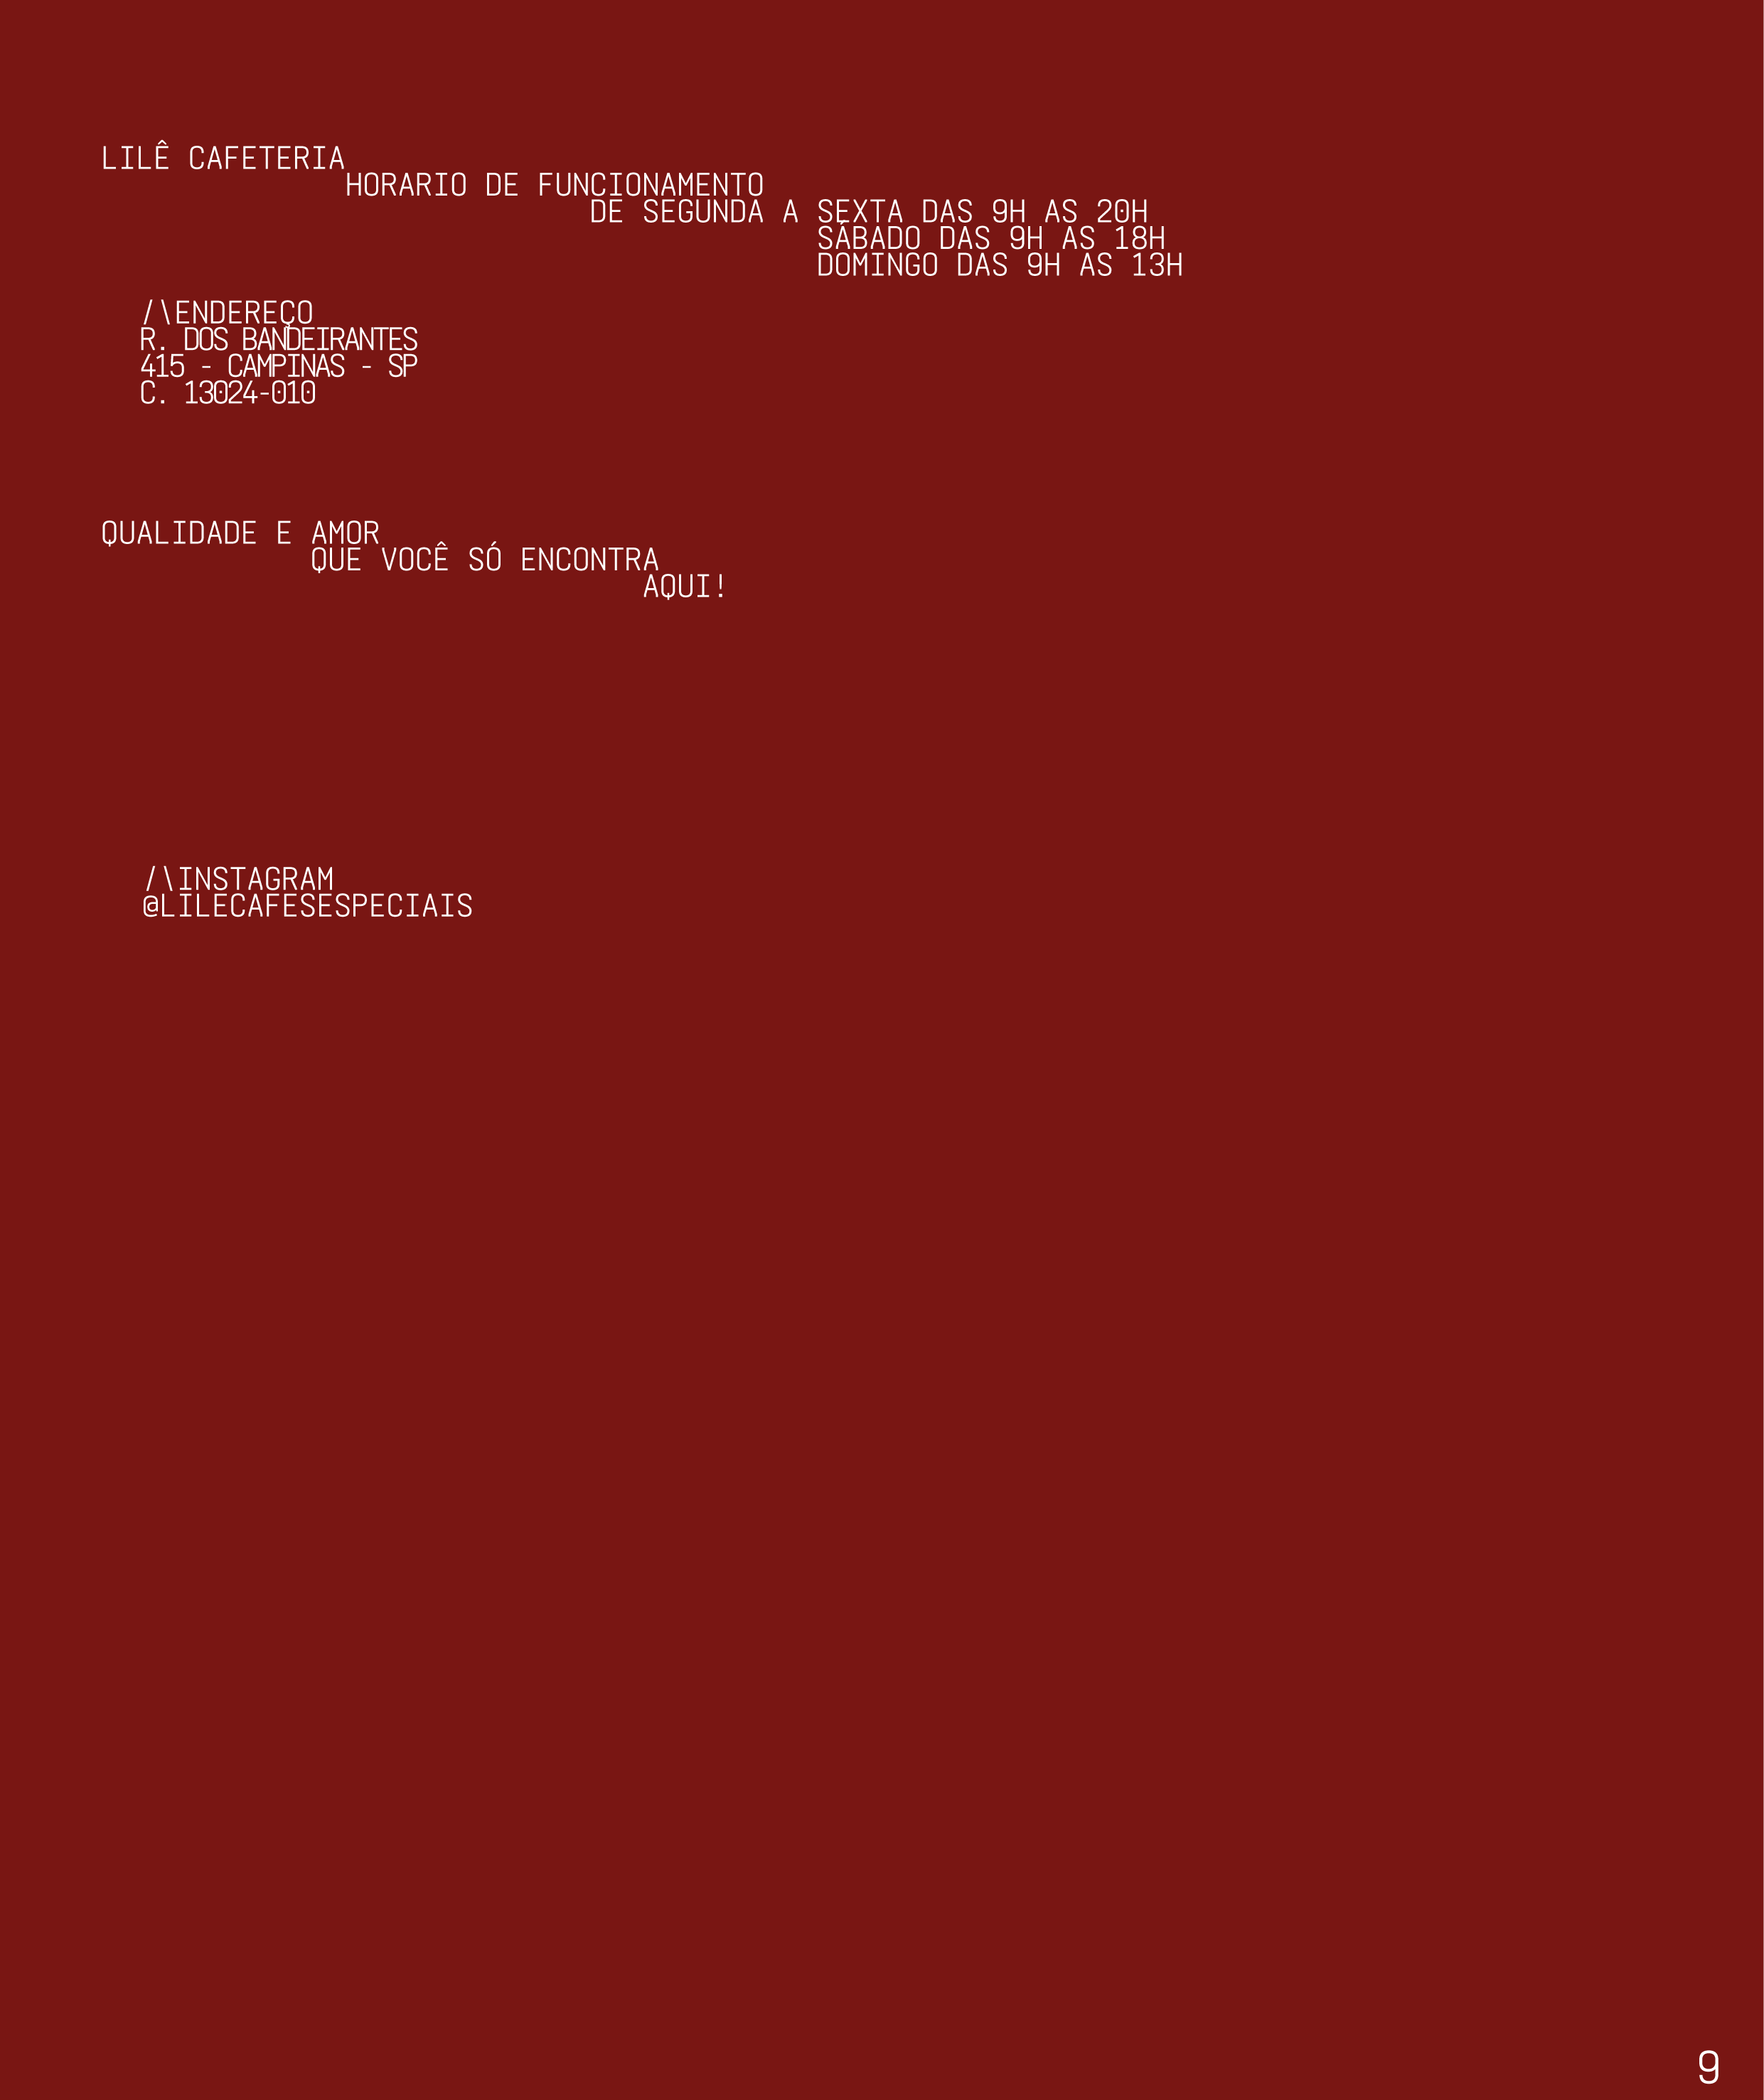 LILÊ CAFETERIA
HORARIO DE FUNCIONAMENTO
DE SEGUNDA A SEXTA DAS 9H AS 20H
SÁBADO DAS 9H AS 18H
DOMINGO DAS 9H AS 13H
/\ENDEREÇO
R. DOS BANDEIRANTES
415 - CAMPINAS - SP
C. 13024-010
QUALIDADE E AMOR
QUE VOCÊ SÓ ENCONTRA
AQUI!
/\INSTAGRAM
@LILECAFESESPECIAIS
9